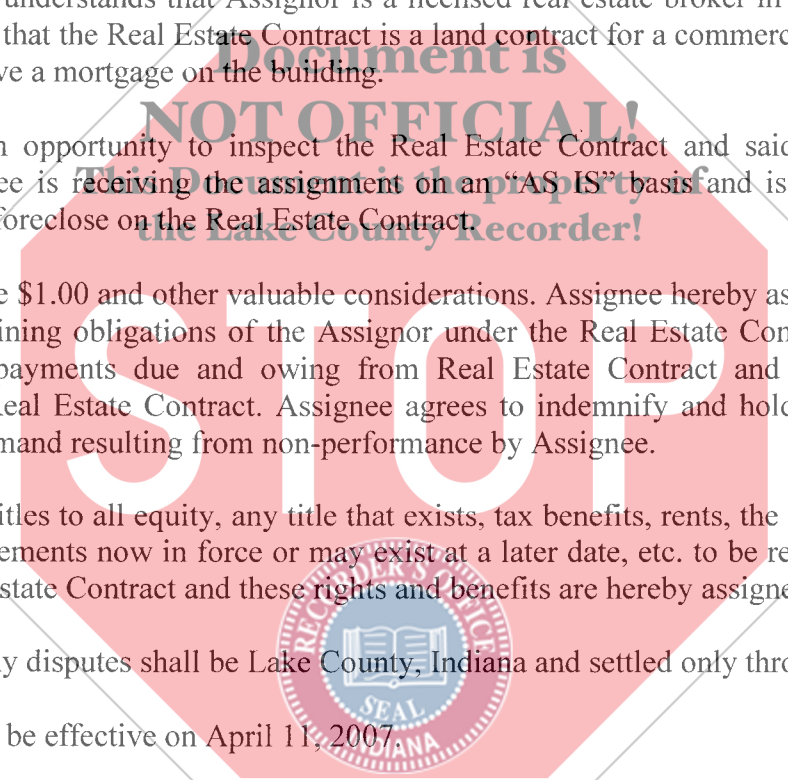 understands that Assignor is a licensed real estate broker in
that the Real Estate Contract is a land contract for a commerc
ve a mortgage on the building.
Document is
NOT OFFICIAL!
This Document is the property of
the Lake County Recorder!
n opportunity to inspect the Real Estate Contract and said
ee is receiving the assignment on an “AS IS” basis and is
foreclose on the Real Estate Contract.
e $1.00 and other valuable considerations. Assignee hereby as
ining obligations of the Assignor under the Real Estate Con
payments due and owing from Real Estate Contract and
Real Estate Contract. Assignee agrees to indemnify and hold
mand resulting from non-performance by Assignee.
STOP
itles to all equity, any title that exists, tax benefits, rents, the
ements now in force or may exist at a later date, etc. to be re
Estate Contract and these rights and benefits are hereby assigne
y disputes shall be Lake County, Indiana and settled only thro
be effective on April 11, 2007.
RECORDER'S OFFICE
SEAL
INDIANA